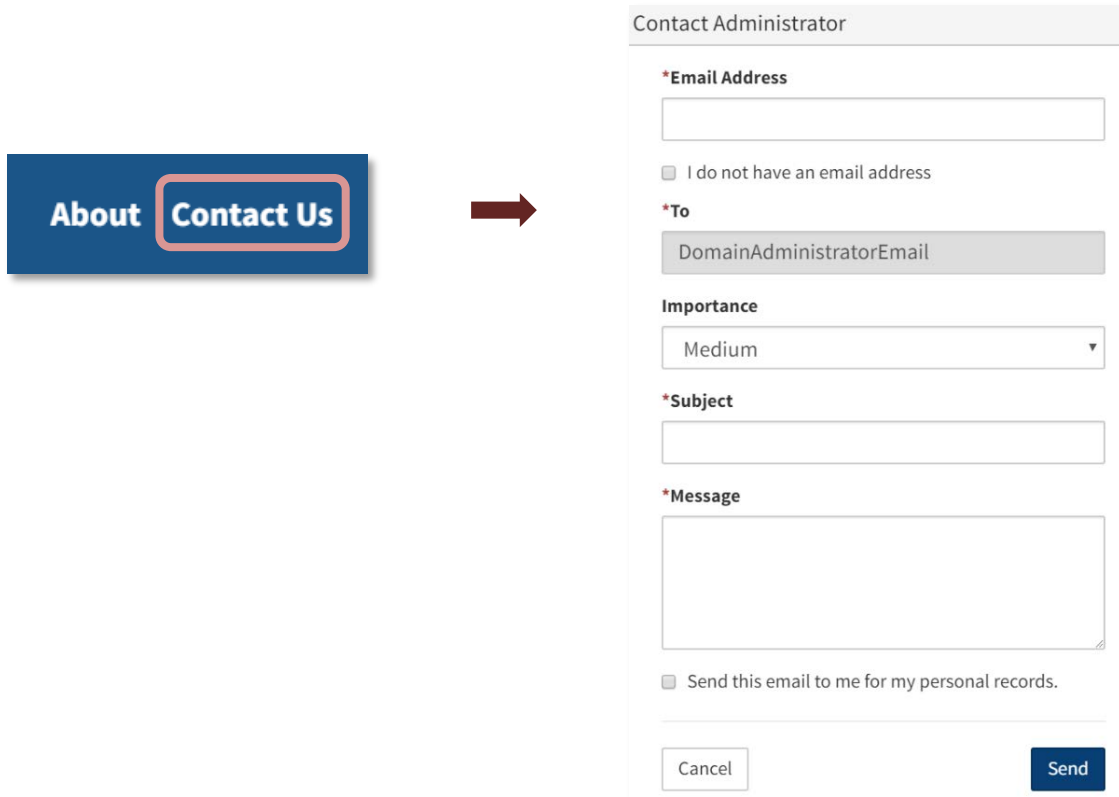 About Contact Us
Contact Administrator
*Email Address
I do not have an email address
*To
DomainAdministratorEmail
Importance
Medium
*Subject
*Message
Send this email to me for my personal records.
Cancel Send